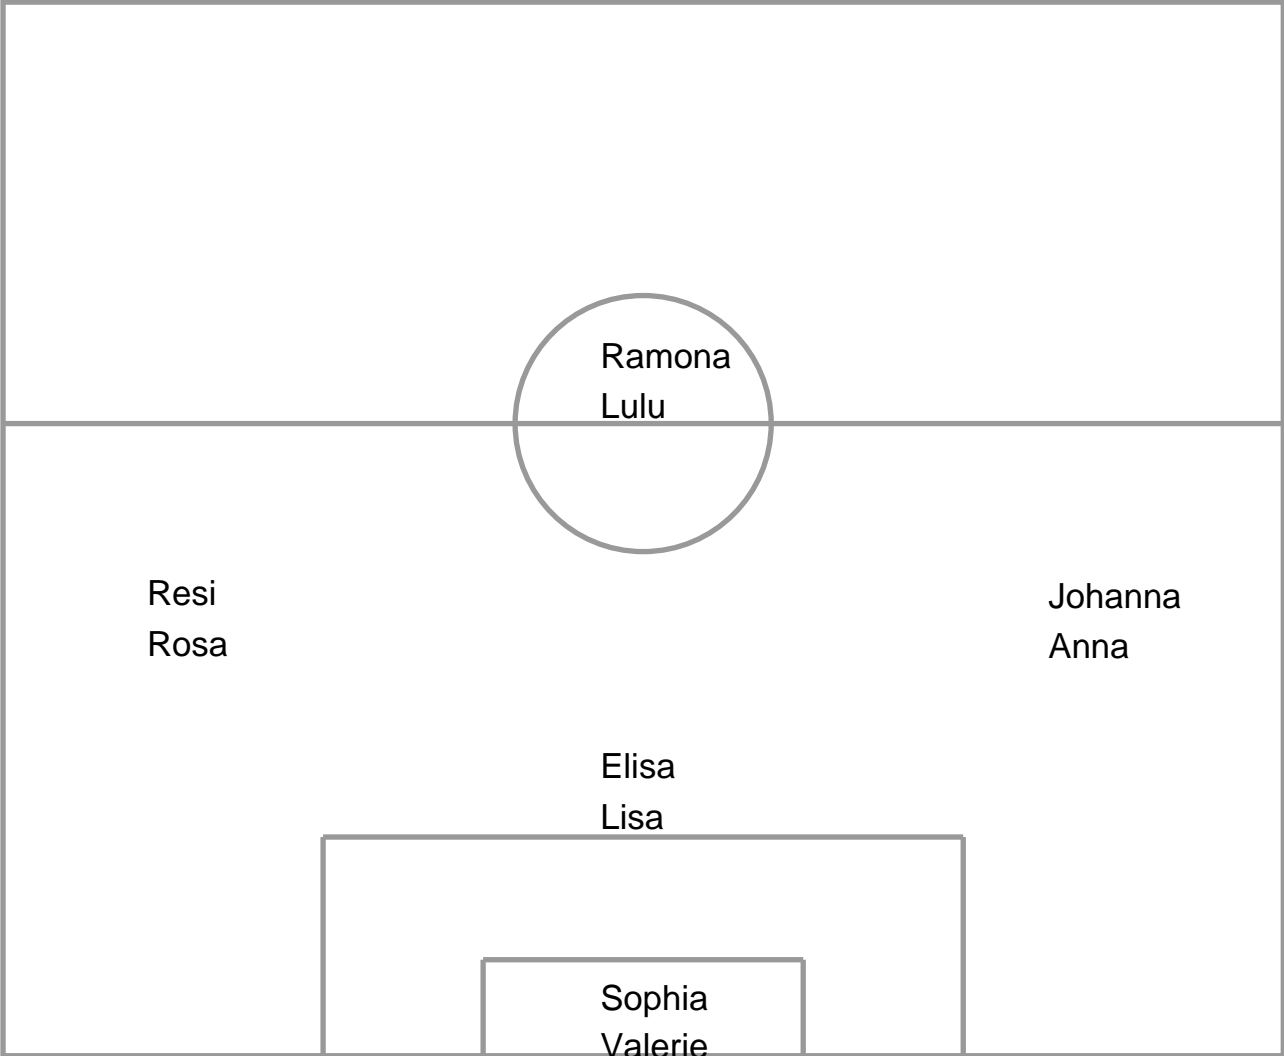 Ramona
Lulu
Resi
Rosa
Johanna
Anna
Elisa
Lisa
Sophia
Valerie